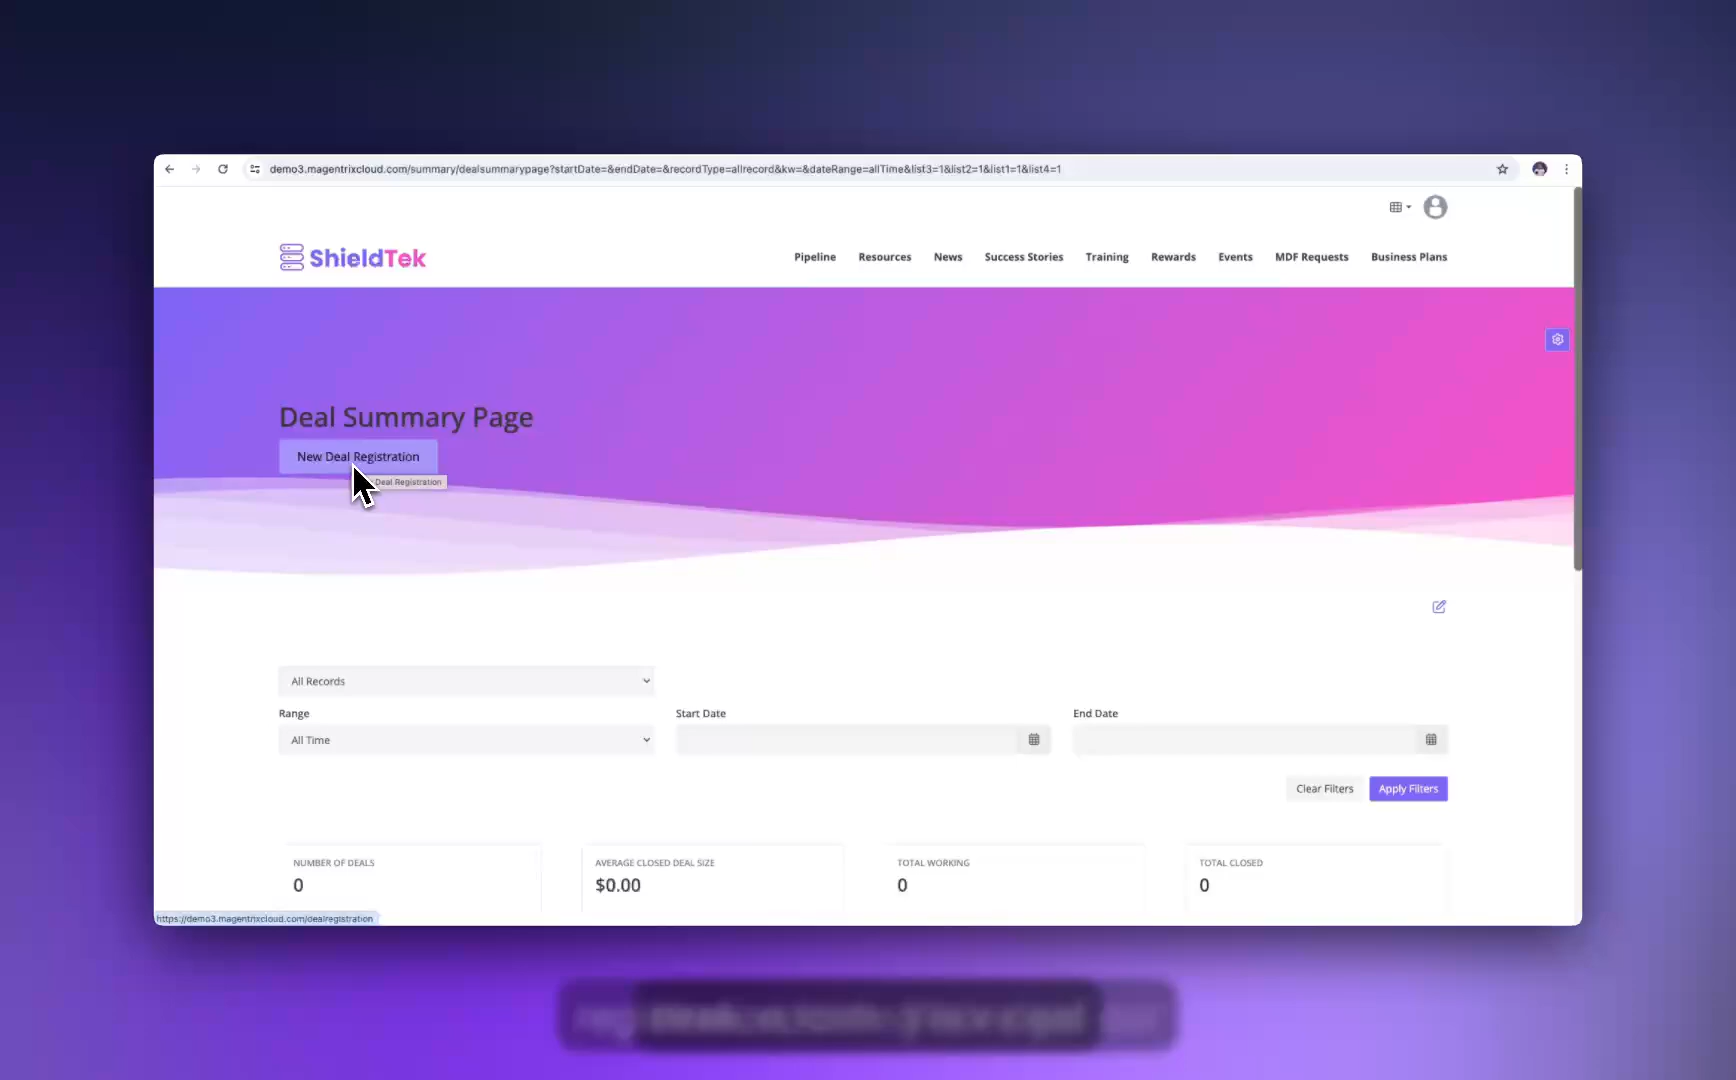 demo3.magentrixcloud.com/summary/dealsummarypage?startDate=&endDate=&recordType=allrecord&kw=&dateRange=allTime&list3=1&list2=1&list1=1&list4=1
ShieldTek
Pipeline Resources News Success Stories Training Rewards Events MDF Requests Business Plans
Deal Summary Page
New Deal Registration
Deal Registration
All Records
Range Start Date End Date
All Time
Clear Filters Apply Filters
NUMBER OF DEALS AVERAGE CLOSED DEAL SIZE TOTAL WORKING TOTAL CLOSED
0 $0.00 0 0
https://demo3.magentrixcloud.com/dealregistration